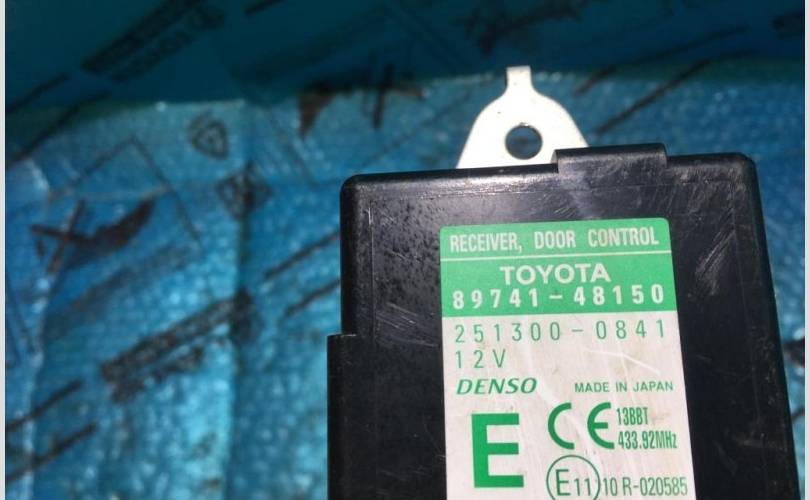 RECEIVER, DOOR CONTROL
TOYOTA
89741-48150
251300-0841
12V
DENSO MADE IN JAPAN
E CE 13BBT
433.92MHz
E11 10 R-020585